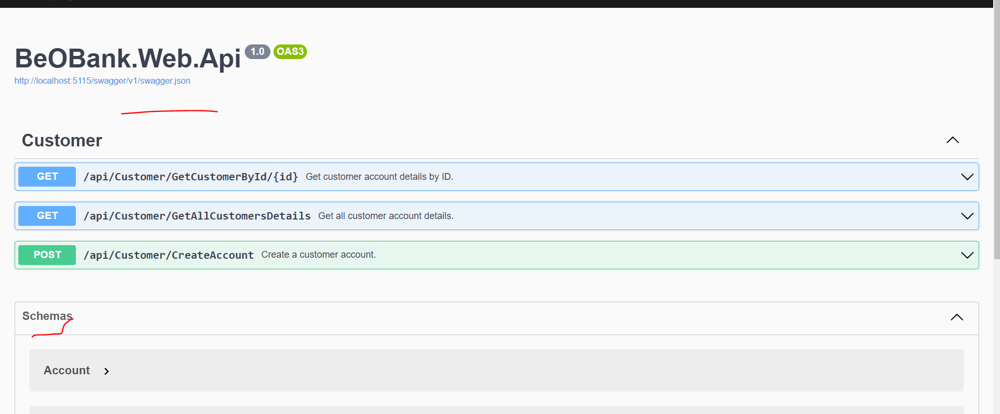 BeOBank.Web.Api 1.0 OAS3
http://localhost:5115/swagger/v1/swagger.json
Customer
GET /api/Customer/GetCustomerById/{id} Get customer account details by ID.
GET /api/Customer/GetAllCustomersDetails Get all customer account details.
POST /api/Customer/CreateAccount Create a customer account.
Schemas
Account